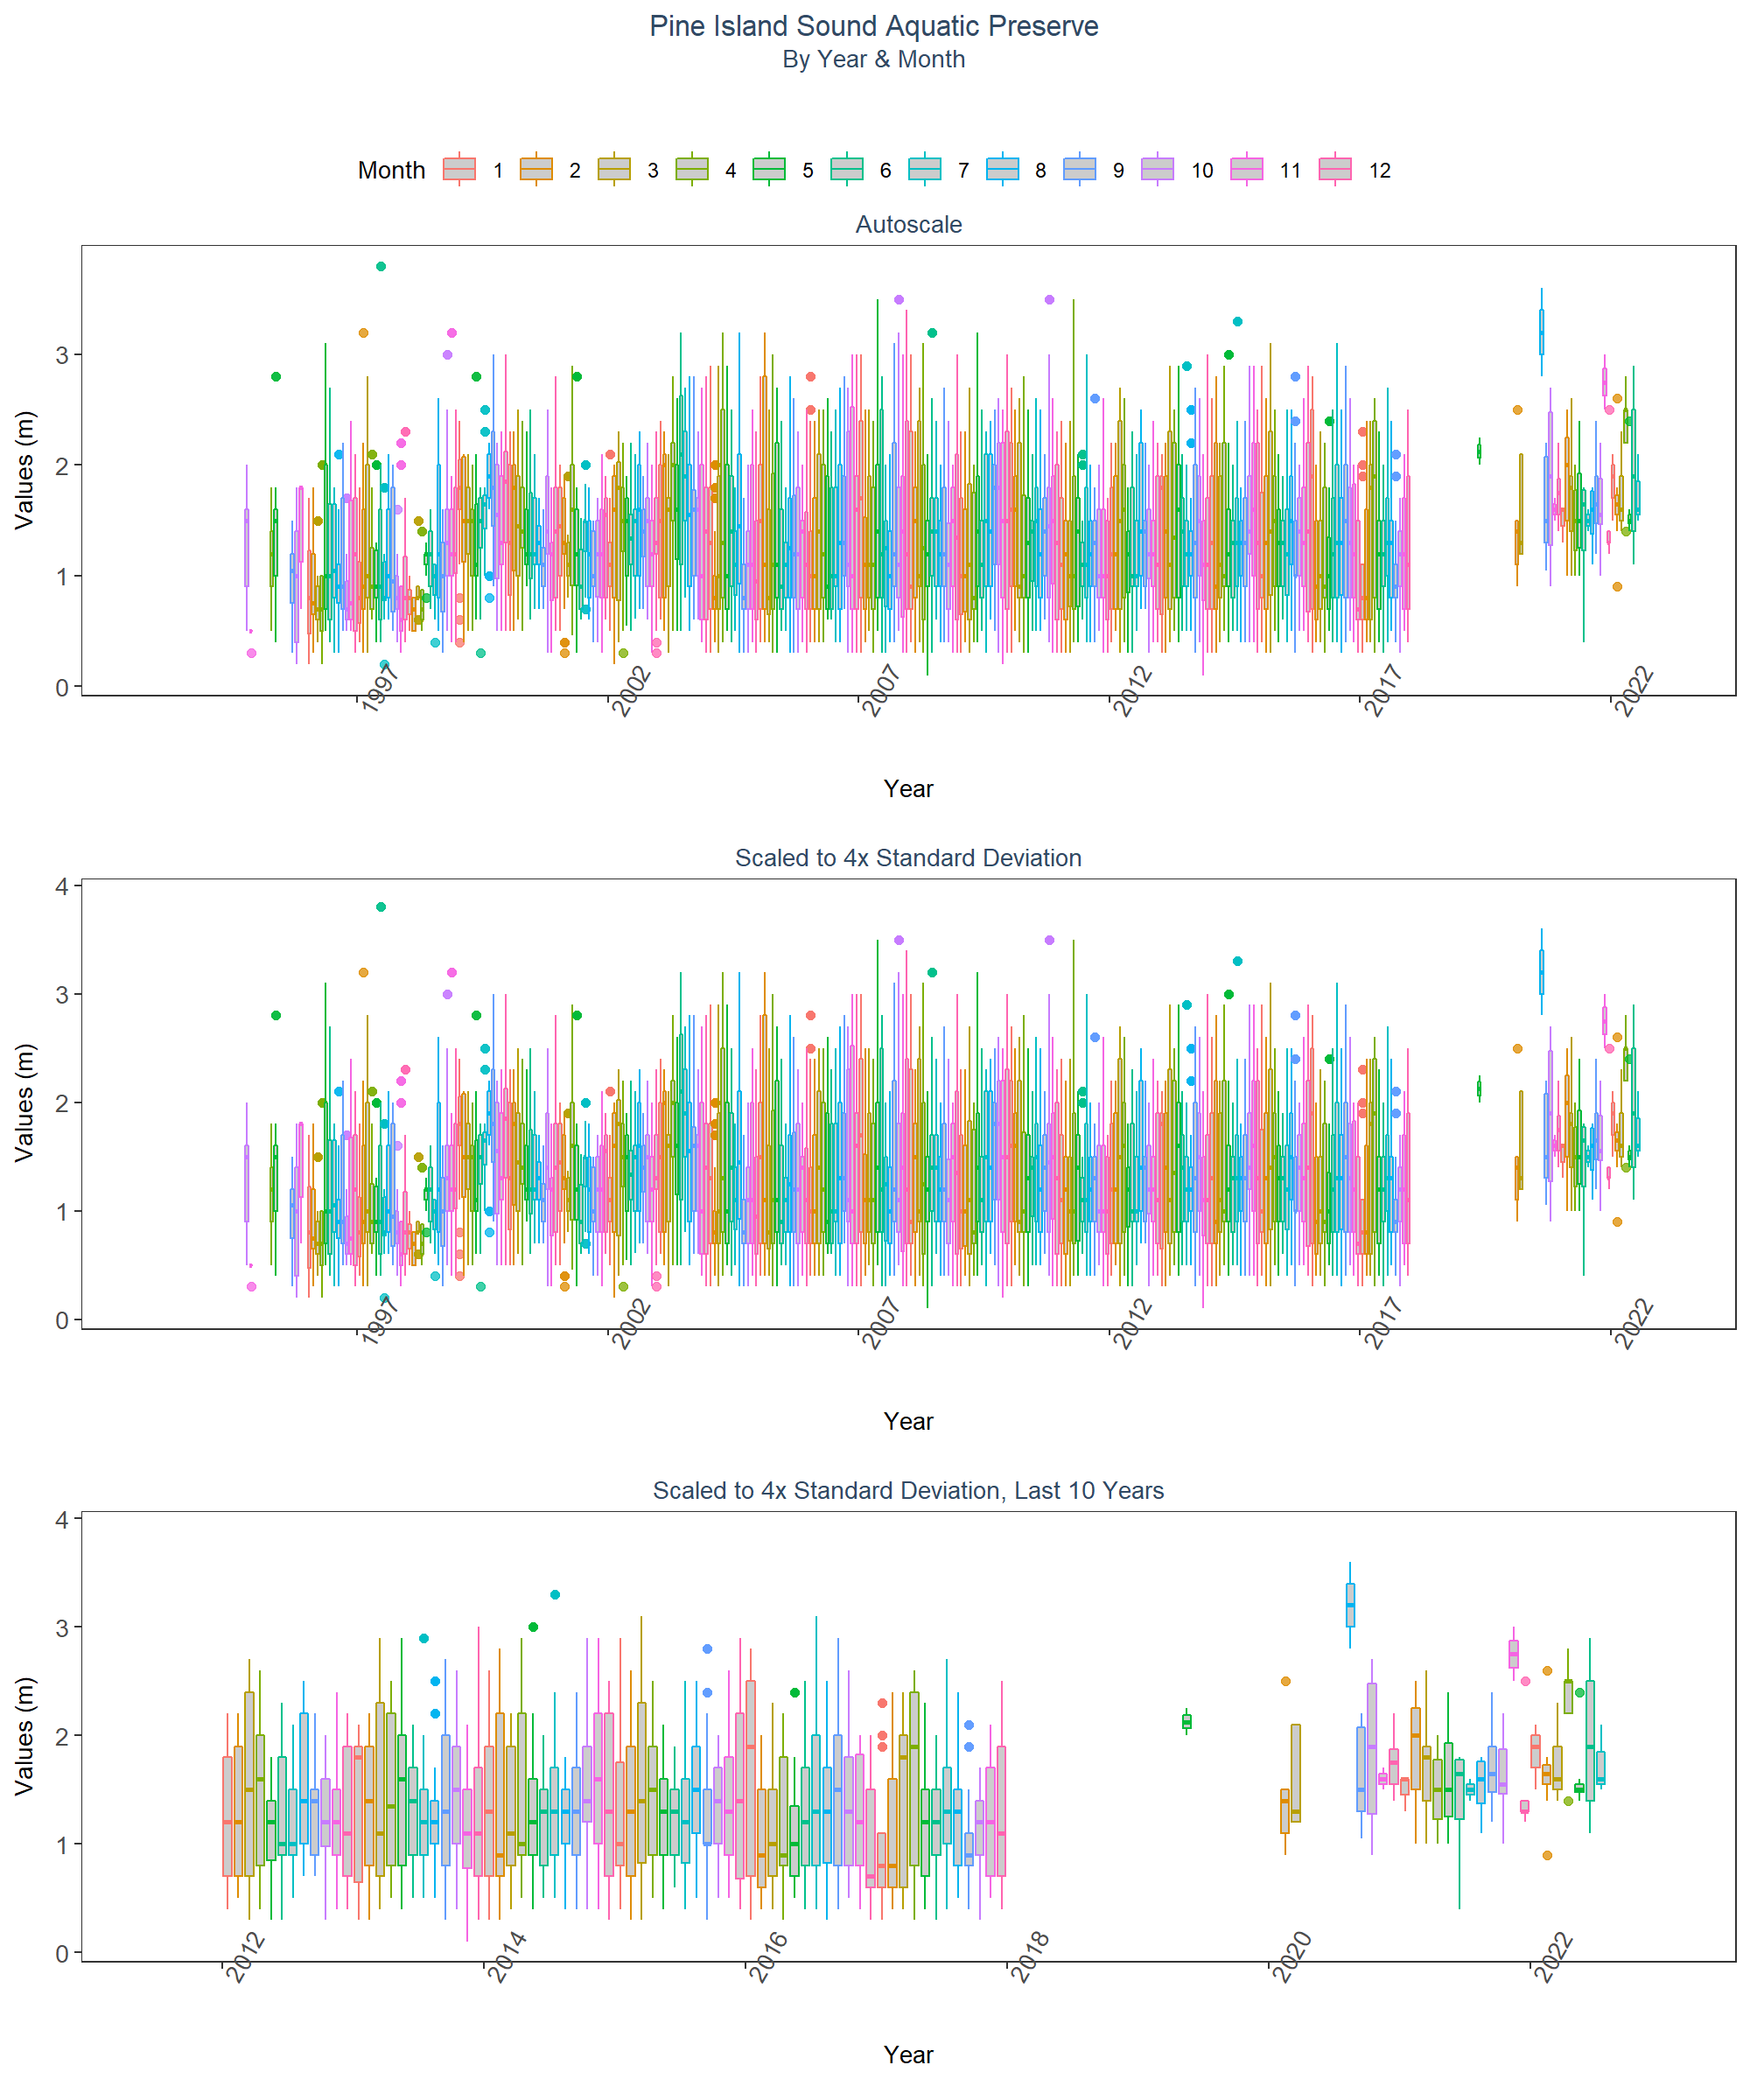 Pine Island Sound Aquatic Preserve
By Year & Month
Month 1 2 3 4 5 6 7 8 9 10 11 12
Autoscale
Values (m)
3
2
1
0
1997 2002 2007 2012 2017 2022
Year
Scaled to 4x Standard Deviation
Values (m)
4
3
2
1
0
1997 2002 2007 2012 2017 2022
Year
Scaled to 4x Standard Deviation, Last 10 Years
Values (m)
4
3
2
1
0
2012 2014 2016 2018 2020 2022
Year